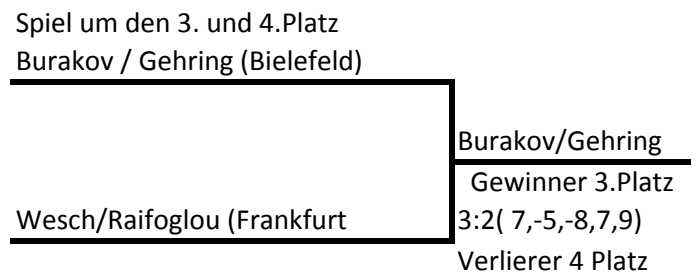 Spiel um den 3. und 4.Platz
Burakov / Gehring (Bielefeld)
Burakov/Gehring
Gewinner 3.Platz
Wesch/Raifoglou (Frankfurt
3:2( 7,-5,-8,7,9)
Verlierer 4 Platz